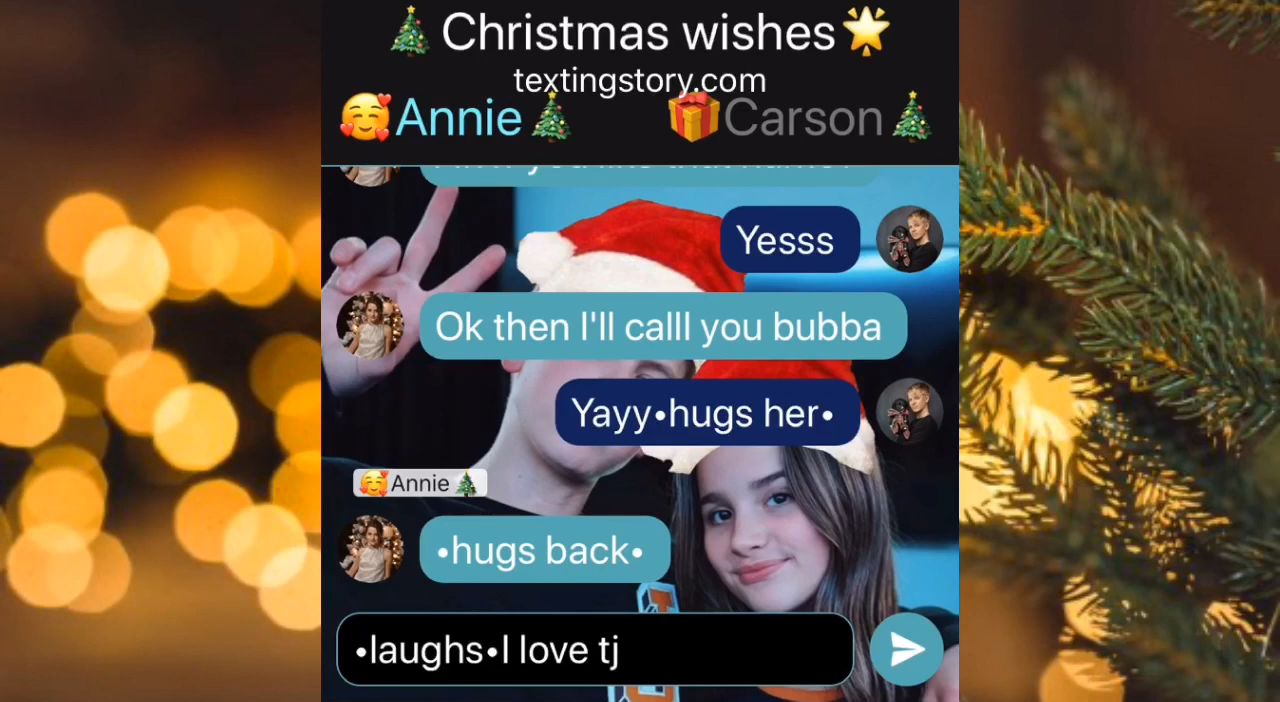 🎄Christmas wishes🌟
textingstory.com
🥰Annie🎄 🎁Carson🎄
Yesss
Ok then I'll calll you bubba
Yayy•hugs her•
🥰Annie🎄
•hugs back•
•laughs•I love tj